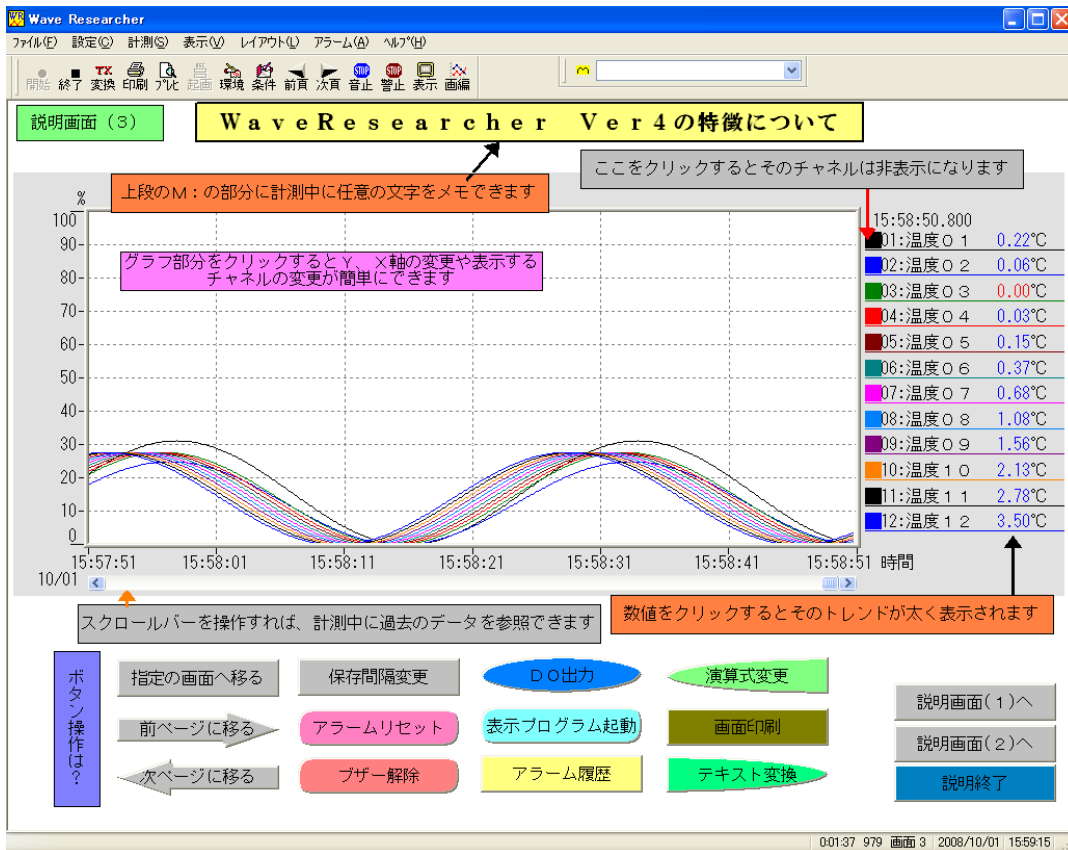 Wave Researcher
ファイル(F) 設定(C) 計測(S) 表示(V) レイアウト(L) アラーム(A) ヘルプ(H)
開始 終了 変換 印刷 プレビ 起画 環境 条件 前頁 次頁 音止 警止 表示 画編
説明画面（3）
ＷａｖｅＲｅｓｅａｒｃｈｅｒ　Ｖｅｒ４の特徴について
ここをクリックするとそのチャネルは非表示になります
上段のＭ：の部分に計測中に任意の文字をメモできます
グラフ部分をクリックするとＹ、Ｘ軸の変更や表示する
チャネルの変更が簡単にできます
%
100
90
80
70
60
50
40
30
20
10
0
15:58:50.800
01:温度０１ 0.22℃
02:温度０２ 0.06℃
03:温度０３ 0.00℃
04:温度０４ 0.03℃
05:温度０５ 0.15℃
06:温度０６ 0.37℃
07:温度０７ 0.68℃
08:温度０８ 1.08℃
09:温度０９ 1.56℃
10:温度１０ 2.13℃
11:温度１１ 2.78℃
12:温度１２ 3.50℃
15:57:51 15:58:01 15:58:11 15:58:21 15:58:31 15:58:41 15:58:51 時間
10/01
スクロールバーを操作すれば、計測中に過去のデータを参照できます
数値をクリックするとそのトレンドが太く表示されます
ボタン操作は？
指定の画面へ移る 保存間隔変更 ＤＯ出力 演算式変更
前ページに移る アラームリセット 表示プログラム起動 画面印刷
次ページに移る ブザー解除 アラーム履歴 テキスト変換
説明画面(１)へ
説明画面(２)へ
説明終了
0:01:37 979 画面 3 2008/10/01 15:59:15